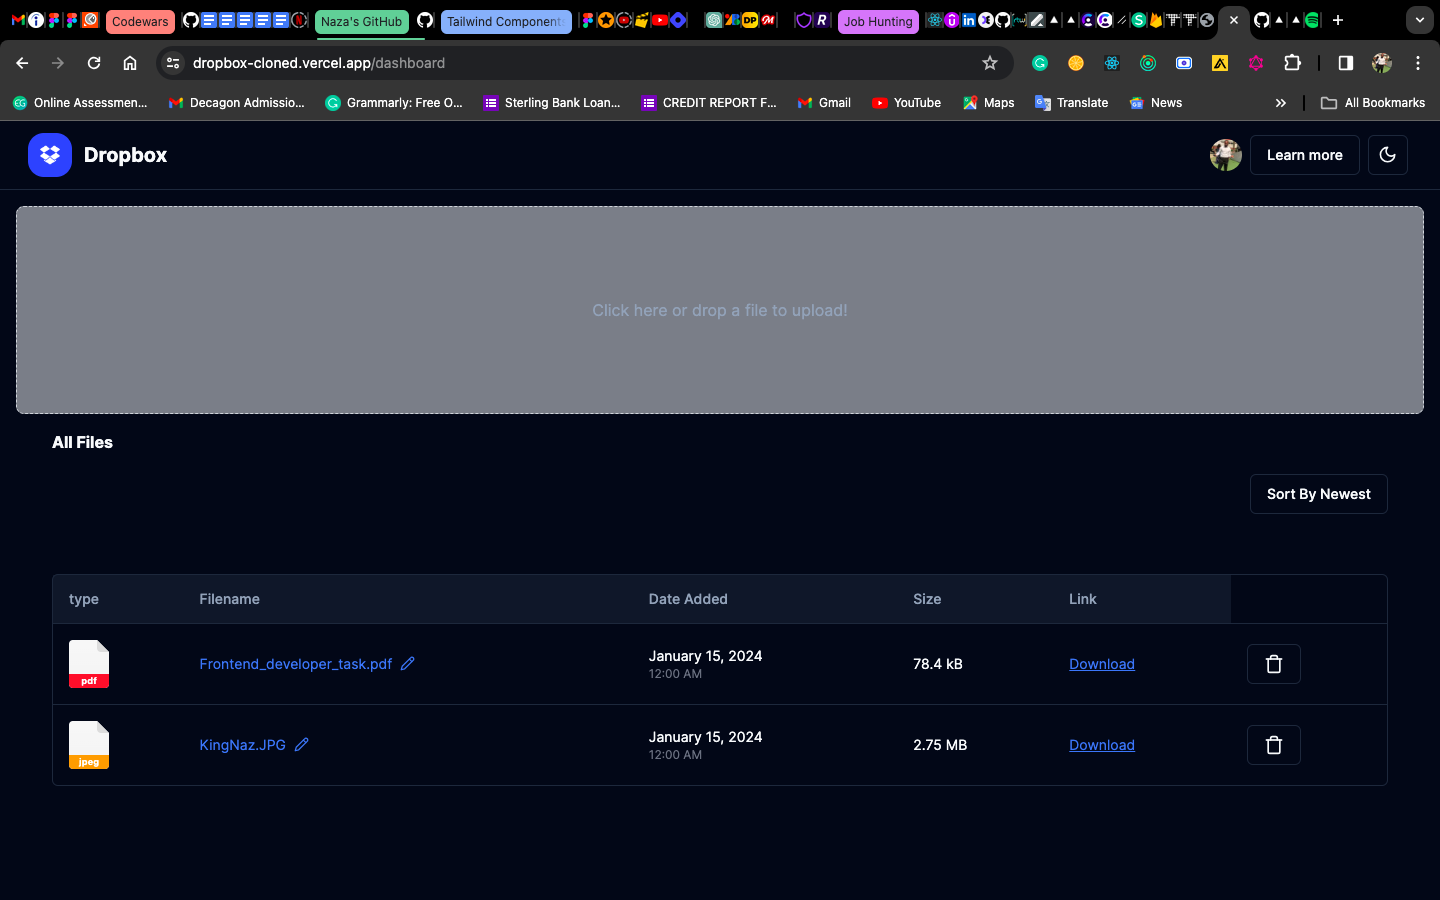 Codewars Naza's GitHub Tailwind Component DP Job Hunting
dropbox-cloned.vercel.app/dashboard
Online Assessmen... Decagon Admissio... Grammarly: Free O... Sterling Bank Loan... CREDIT REPORT F... Gmail YouTube Maps Translate News » All Bookmarks
Dropbox Learn more
Click here or drop a file to upload!
All Files
Sort By Newest
type Filename Date Added Size Link
pdf Frontend_developer_task.pdf January 15, 2024 78.4 kB Download
12:00 AM
jpeg KingNaz.JPG January 15, 2024 2.75 MB Download
12:00 AM